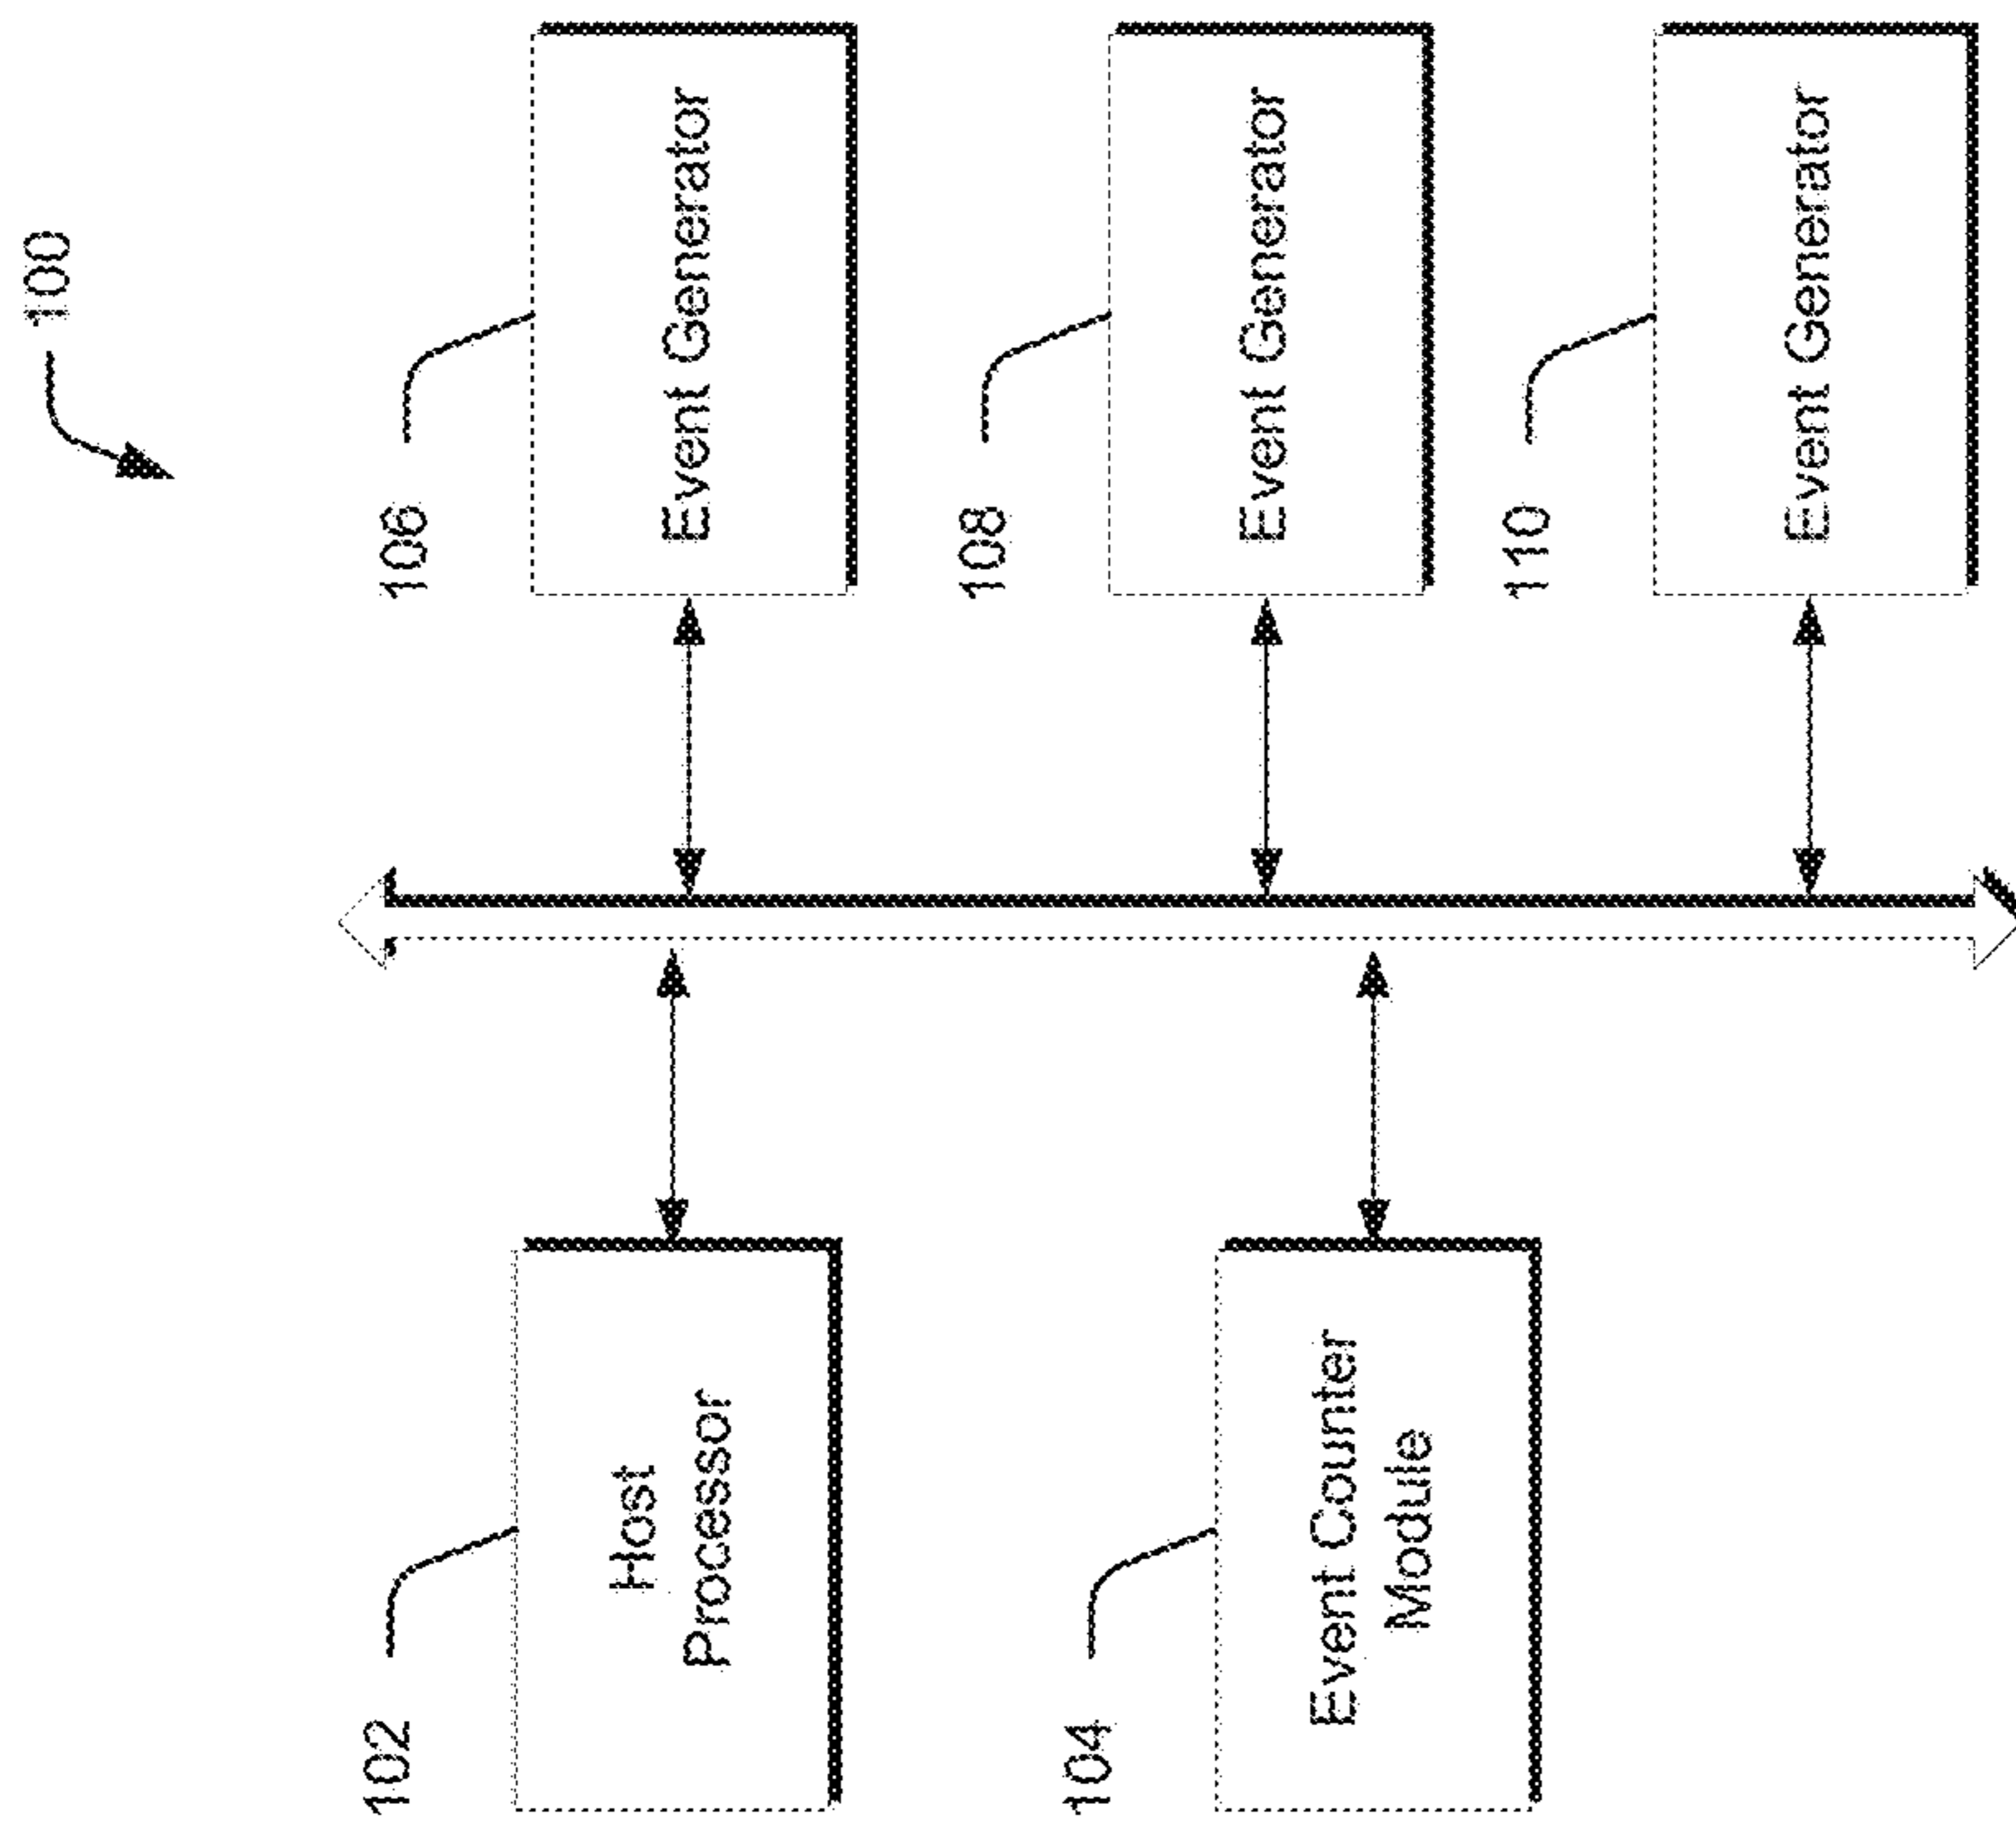 100
102
Host
Processor
106
Event Generator
104
Event Counter
Module
108
Event Generator
110
Event Generator